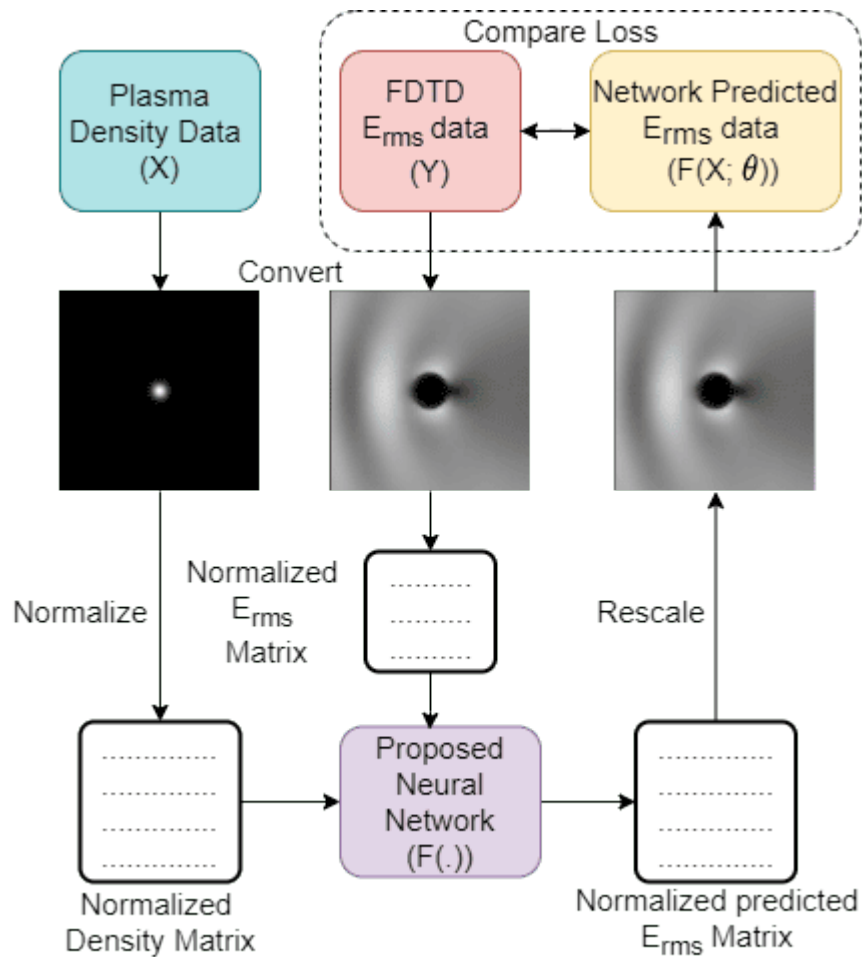 Compare Loss
Plasma
Density Data
(X)
FDTD
Erms data
(Y)
Network Predicted
Erms data
(F(X; θ))
Convert
Normalize
Normalized
Erms
Matrix
Rescale
Proposed
Neural
Network
(F(.))
Normalized
Density Matrix
Normalized predicted
Erms Matrix